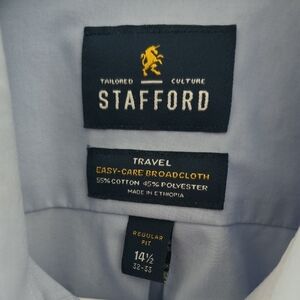 TAILORED CULTURE
STAFFORD
TRAVEL
EASY-CARE BROADCLOTH
55% COTTON 45% POLYESTER
MADE IN ETHIOPIA
REGULAR
FIT
14½
32-33